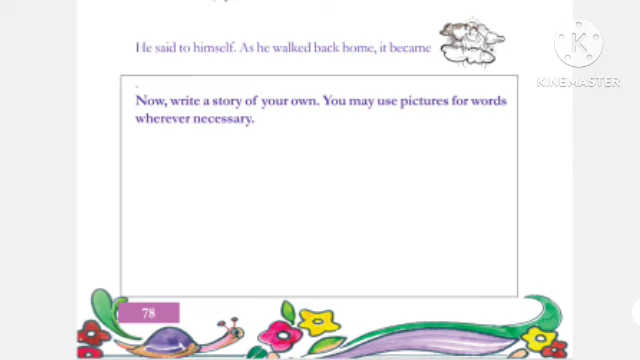 He said to himself. As he walked back home, it became
Now, write a story of your own. You may use pictures for words
wherever necessary.
78
K
KINEMASTER